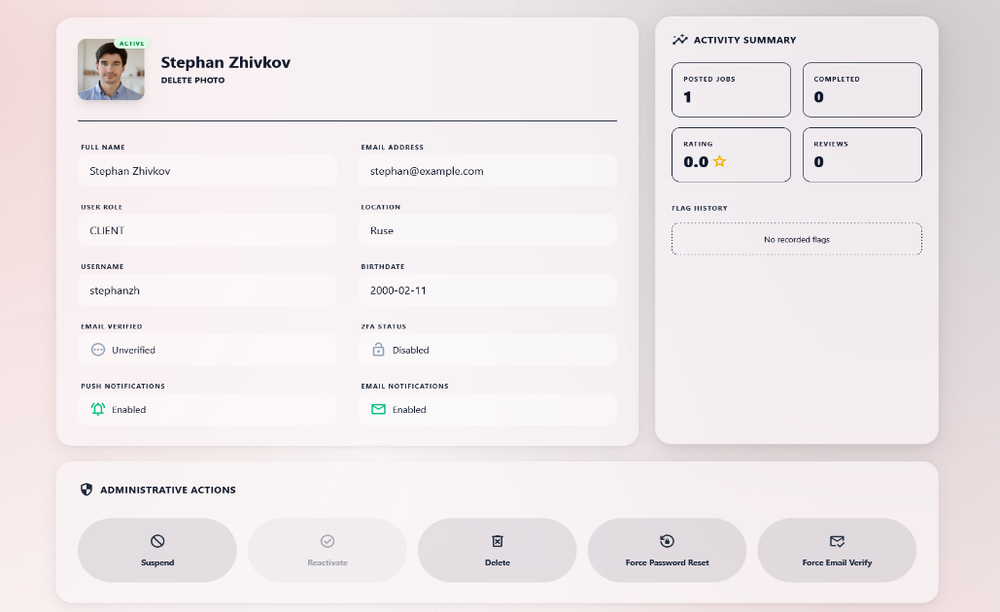 ACTIVE
Stephan Zhivkov
DELETE PHOTO
FULL NAME
Stephan Zhivkov
EMAIL ADDRESS
stephan@example.com
USER ROLE
CLIENT
LOCATION
Ruse
USERNAME
stephanzh
BIRTHDATE
2000-02-11
EMAIL VERIFIED
Unverified
2FA STATUS
Disabled
PUSH NOTIFICATIONS
Enabled
EMAIL NOTIFICATIONS
Enabled
ACTIVITY SUMMARY
POSTED JOBS
1
COMPLETED
0
RATING
0.0
REVIEWS
0
FLAG HISTORY
No recorded flags
ADMINISTRATIVE ACTIONS
Suspend
Reactivate
Delete
Force Password Reset
Force Email Verify